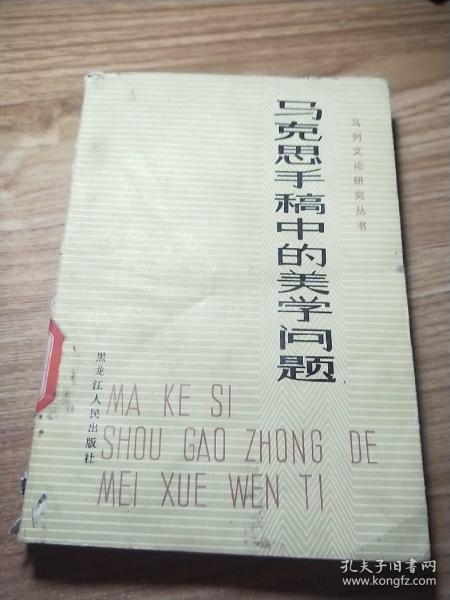 马列文论研究丛书
马克思手稿中的美学问题
黑龙江人民出版社
MA KE SI
SHOU GAO ZHONG DE
MEI XUE WEN TI
孔夫子旧书网
www.kongfz.com